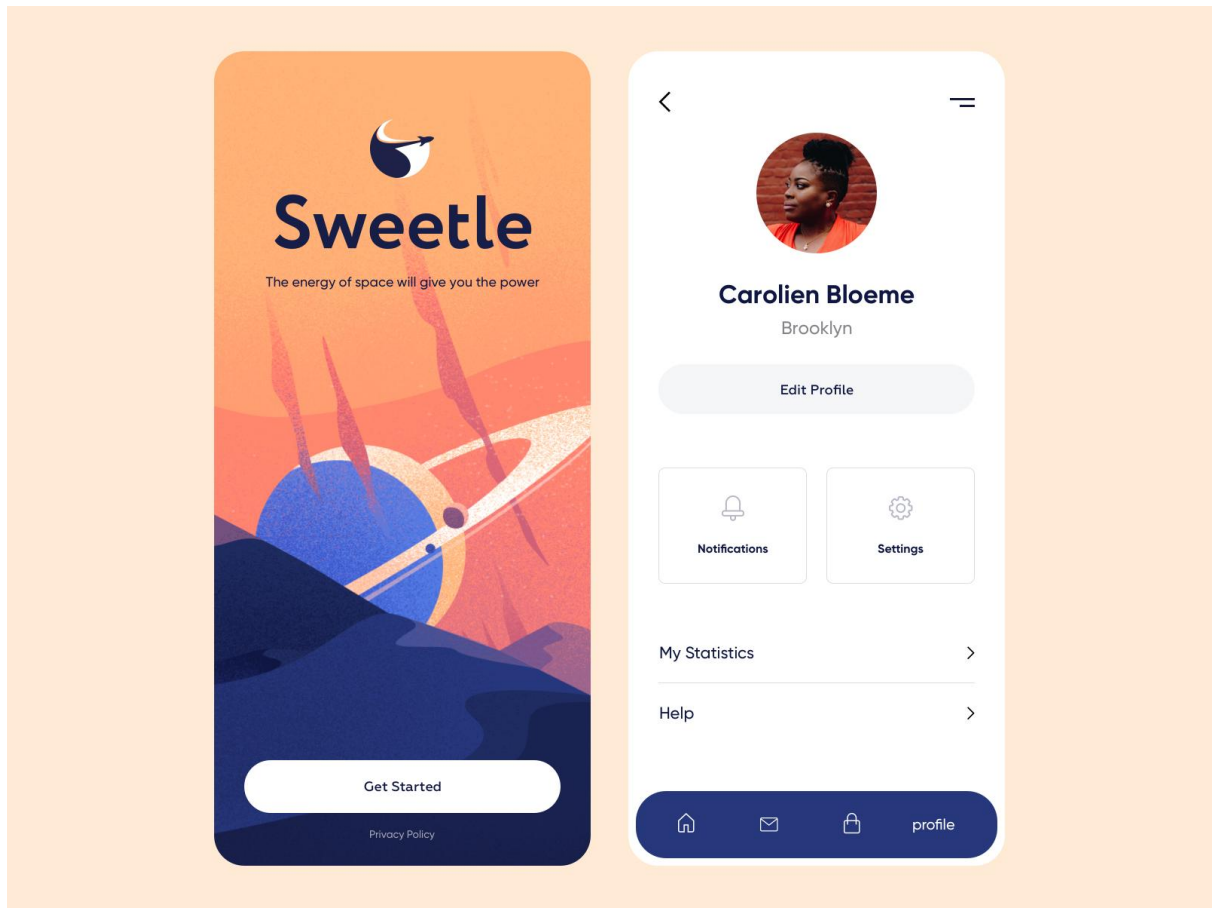 Sweetle
The energy of space will give you the power
Get Started
Privacy Policy
Carolien Bloeme
Brooklyn
Edit Profile
Notifications
Settings
My Statistics
Help
profile